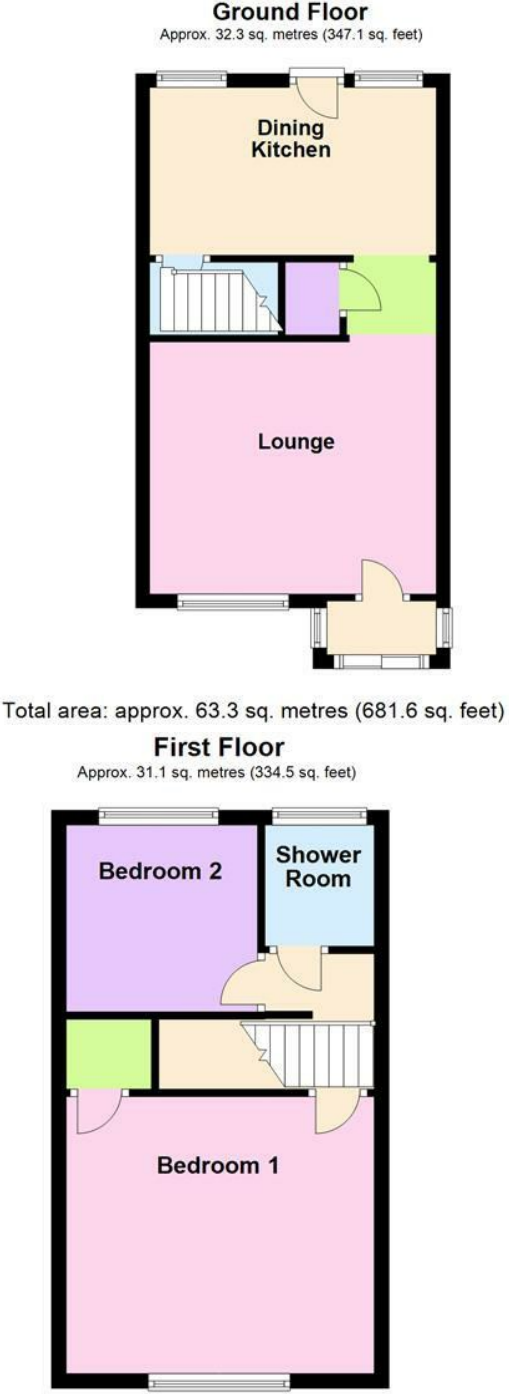 Ground Floor
Approx. 32.3 sq. metres (347.1 sq. feet)
Dining
Kitchen
Lounge
Total area: approx. 63.3 sq. metres (681.6 sq. feet)
First Floor
Approx. 31.1 sq. metres (334.5 sq. feet)
Bedroom 2
Shower
Room
Bedroom 1